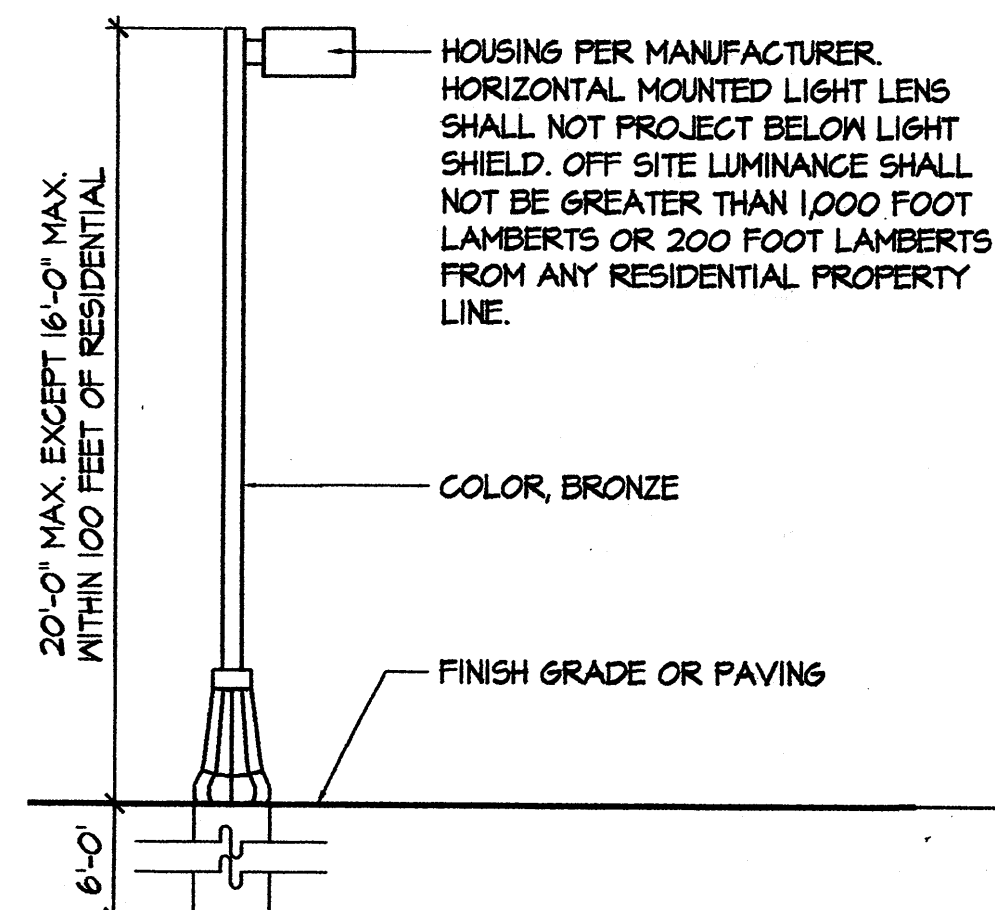 HOUSING PER MANUFACTURER.
HORIZONTAL MOUNTED LIGHT LENS
SHALL NOT PROJECT BELOW LIGHT
SHIELD. OFF SITE LUMINANCE SHALL
NOT BE GREATER THAN 1,000 FOOT
LAMBERTS OR 200 FOOT LAMBERTS
FROM ANY RESIDENTIAL PROPERTY
LINE.
20'-0" MAX. EXCEPT 16'-0" MAX.
WITHIN 100 FEET OF RESIDENTIAL
COLOR, BRONZE
FINISH GRADE OR PAVING
6'-0'